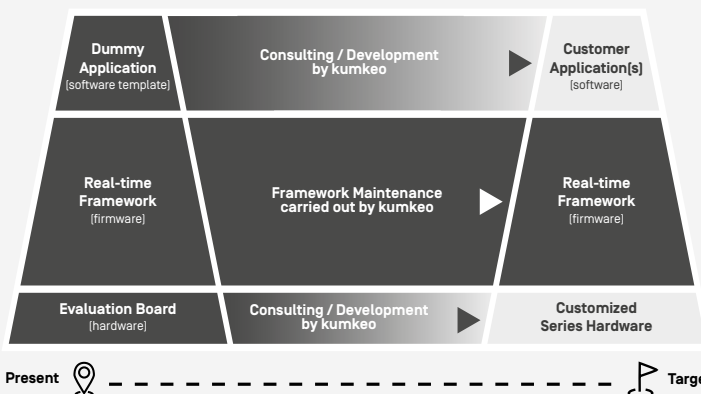 Dummy
Application
[software template]
Consulting / Development
by kumkeo
Customer
Application(s)
[software]
Real-time
Framework
[firmware]
Framework Maintenance
carried out by kumkeo
Real-time
Framework
[firmware]
Evaluation Board
[hardware]
Consulting / Development
by kumkeo
Customized
Series Hardware
Present
Targe